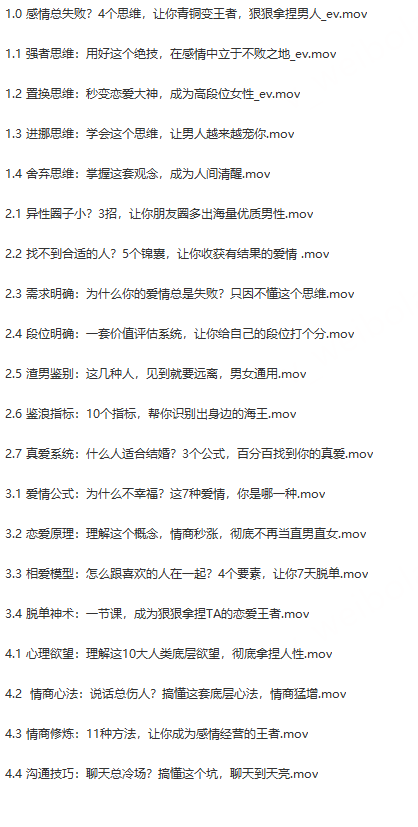 1.0 感情总失败？4个思维，让你青铜变王者，狠狠拿捏男人_ev.mov
1.1 强者思维：用好这个绝技，在感情中立于不败之地_ev.mov
1.2 置换思维：秒变恋爱大神，成为高段位女性_ev.mov
1.3 进挪思维：学会这个思维，让男人越来越宠你.mov
1.4 舍弃思维：掌握这套观念，成为人间清醒.mov
2.1 异性圈子小？3招，让你朋友圈多出海量优质男性.mov
2.2 找不到合适的人？5个锦囊，让你收获有结果的爱情 .mov
2.3 需求明确：为什么你的爱情总是失败？只因不懂这个思维.mov
2.4 段位明确：一套价值评估系统，让你给自己的段位打个分.mov
2.5 渣男鉴别：这几种人，见到就要远离，男女通用.mov
2.6 鉴浪指标：10个指标，帮你识别出身边的海王.mov
2.7 真爱系统：什么人适合结婚？3个公式，百分百找到你的真爱.mov
3.1 爱情公式：为什么不幸福？这7种爱情，你是哪一种.mov
3.2 恋爱原理：理解这个概念，情商秒涨，彻底不再当直男直女.mov
3.3 相爱模型：怎么跟喜欢的人在一起？4个要素，让你7天脱单.mov
3.4 脱单神术：一节课，成为狠狠拿捏TA的恋爱王者.mov
4.1 心理欲望：理解这10大人类底层欲望，彻底拿捏人性.mov
4.2  情商心法：说话总伤人？搞懂这套底层心法，情商猛增.mov
4.3 情商修炼：11种方法，让你成为感情经营的王者.mov
4.4 沟通技巧：聊天总冷场？搞懂这个坑，聊天到天亮.mov